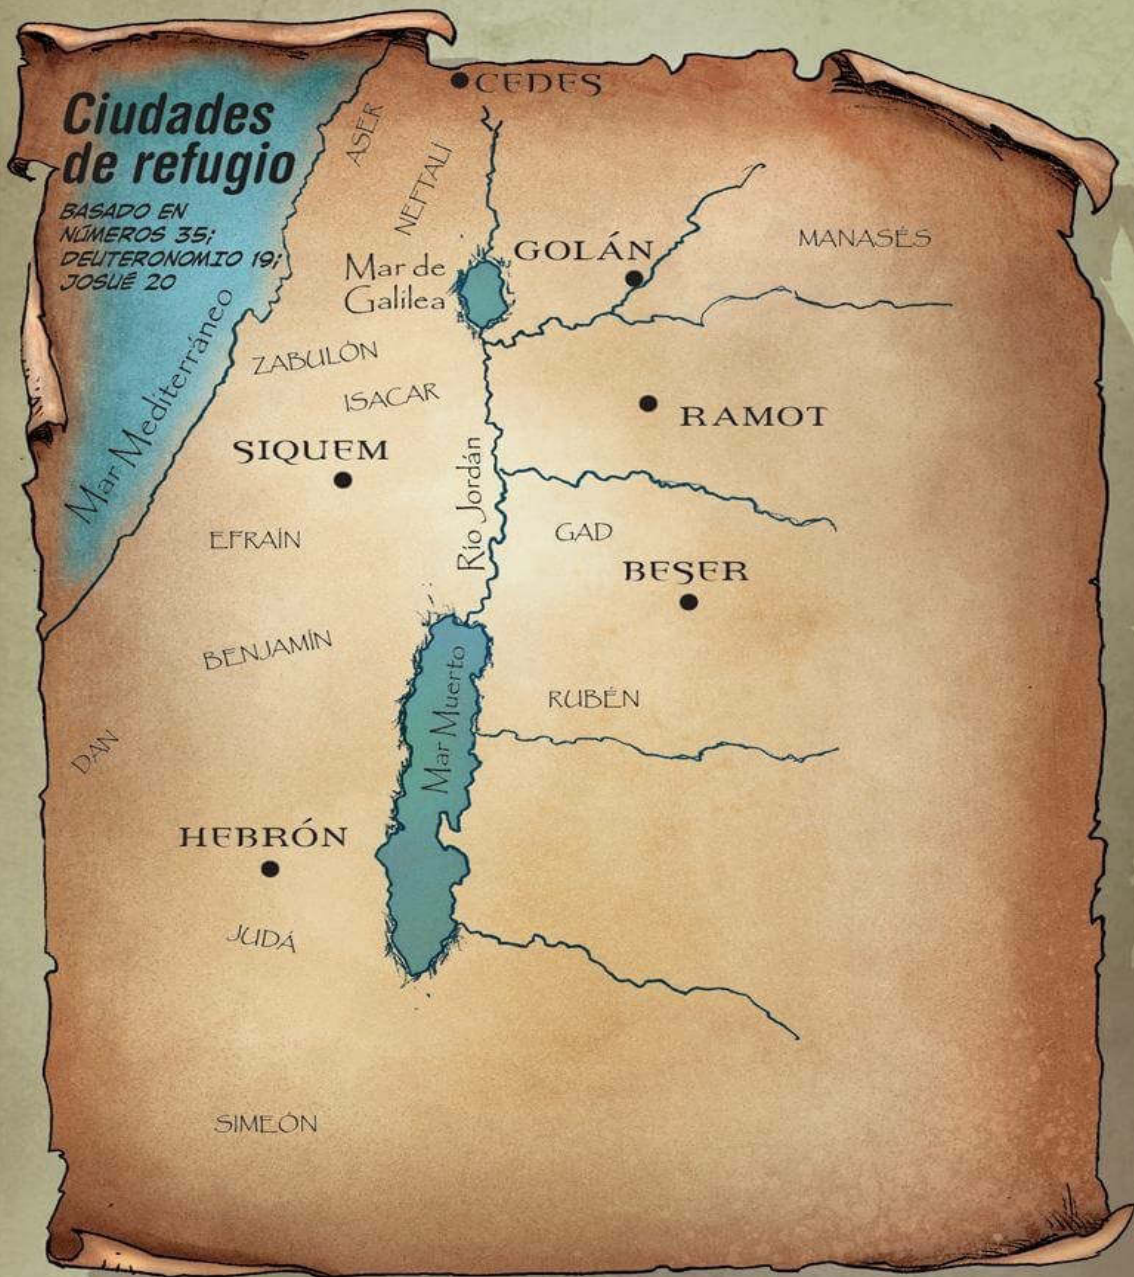 Ciudades
de refugio
BASADO EN
NÚMEROS 35;
DEUTERONOMIO 19;
JOSUÉ 20
CEDES
ASER
NEFTALÍ
GOLÁN
MANASÉS
Mar de
Galilea
Mar Mediterráneo
ZABULÓN
ISACAR
RAMOT
SIQUEM
Río Jordán
EFRAÍN
GAD
BESER
BENJAMÍN
Mar Muerto
RUBÉN
DAN
HEBRÓN
JUDÁ
SIMEÓN